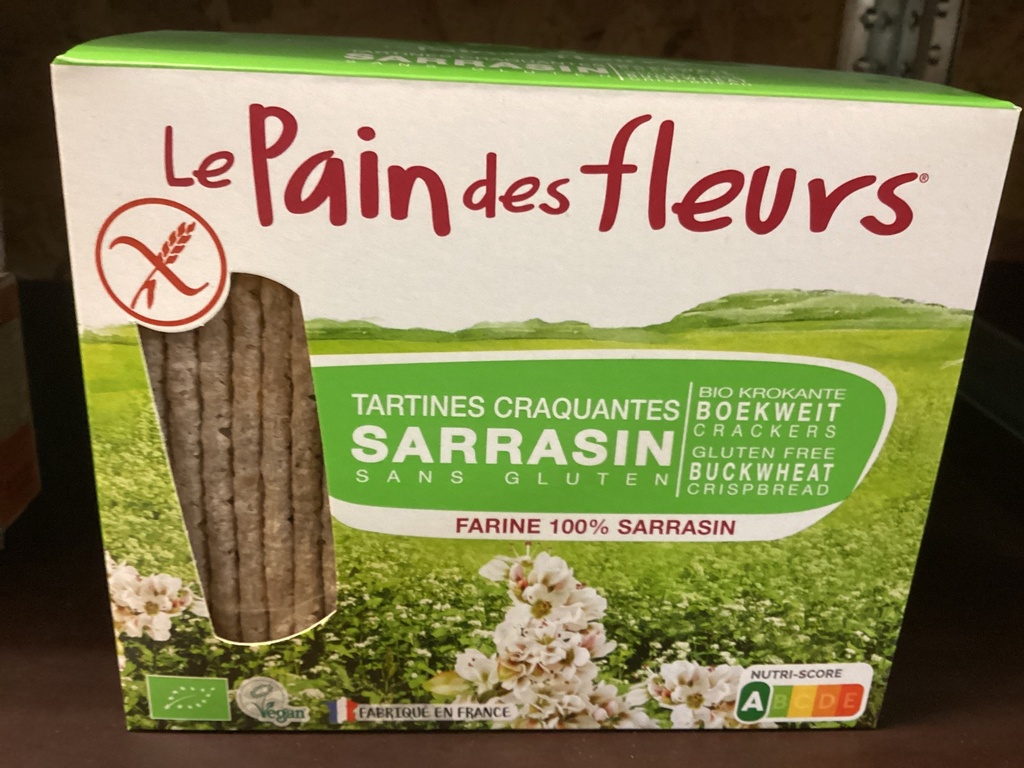 SARRASIN
Le Pain des fleurs®
TARTINES CRAQUANTES
SARRASIN
SANS GLUTEN
BIO KROKANTE
BOEKWEIT
CRACKERS
GLUTEN FREE
BUCKWHEAT
CRISPBREAD
FARINE 100% SARRASIN
Vegan
FABRIQUÉ EN FRANCE
NUTRI-SCORE
A B C D E